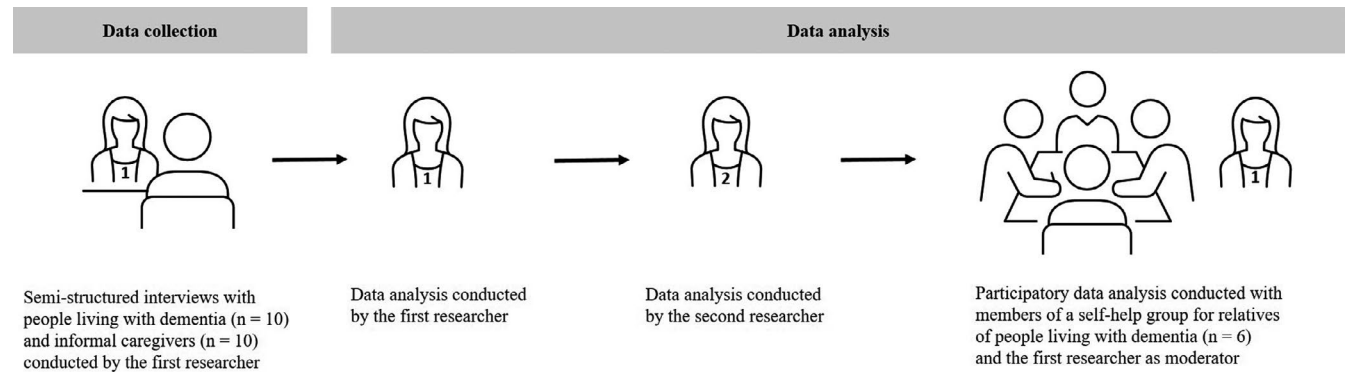 Data collection
Data analysis
1
1
2
1
Semi-structured interviews with
people living with dementia (n = 10)
and informal caregivers (n = 10)
conducted by the first researcher
Data analysis conducted
by the first researcher
Data analysis conducted
by the second researcher
Participatory data analysis conducted with
members of a self-help group for relatives
of people living with dementia (n = 6)
and the first researcher as moderator